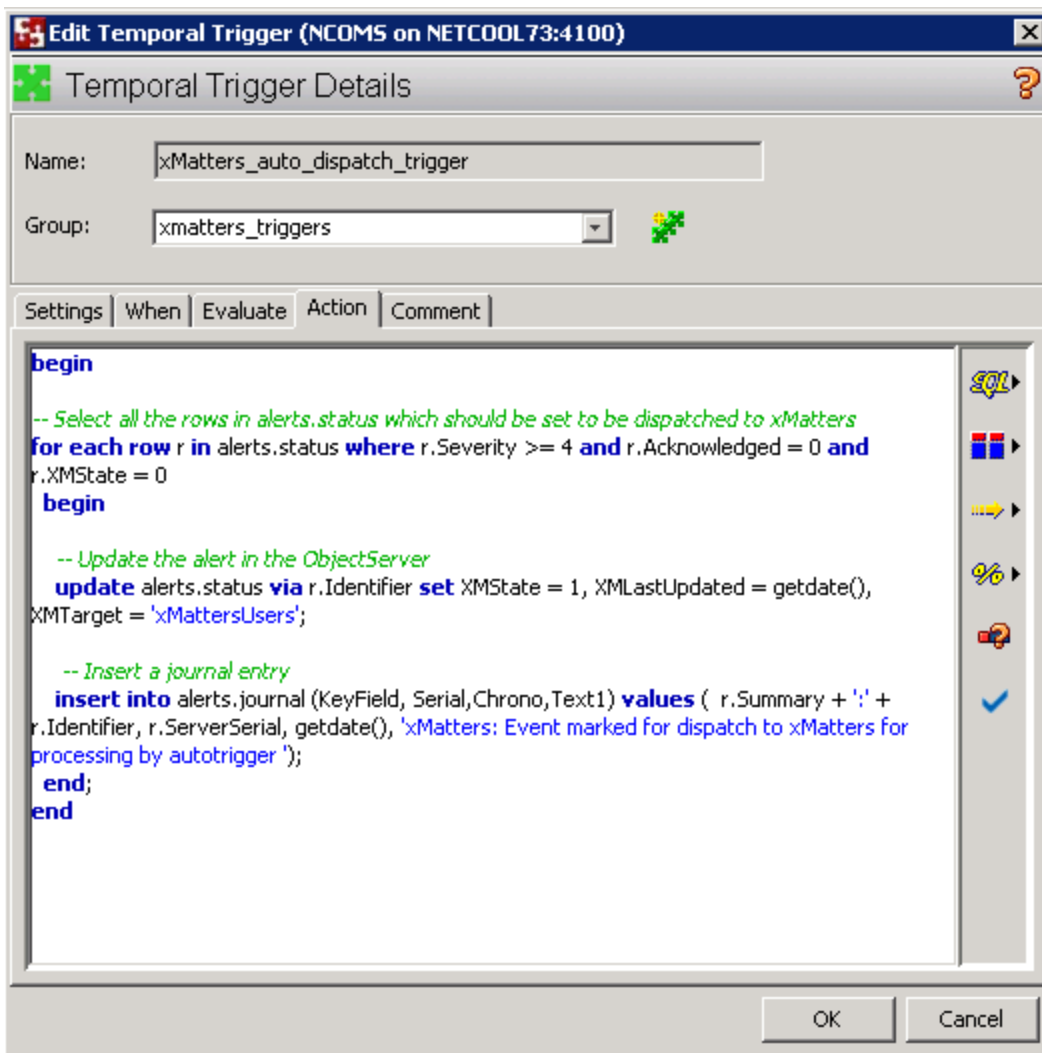 Edit Temporal Trigger (NCOMS on NETCOOL73:4100)
Temporal Trigger Details
Name: xMatters_auto_dispatch_trigger
Group: xmatters_triggers
Settings When Evaluate Action Comment
begin
-- Select all the rows in alerts.status which should be set to be dispatched to xMatters
for each row r in alerts.status where r.Severity >= 4 and r.Acknowledged = 0 and
r.XMState = 0
begin
-- Update the alert in the ObjectServer
update alerts.status via r.Identifier set XMState = 1, XMLastUpdated = getdate(),
XMTarget = 'xMattersUsers';
-- Insert a journal entry
insert into alerts.journal (KeyField, Serial,Chrono,Text1) values ( r.Summary + ':' +
r.Identifier, r.ServerSerial, getdate(), 'xMatters: Event marked for dispatch to xMatters for
processing by autotrigger ');
end;
end
SQL
%
OK Cancel